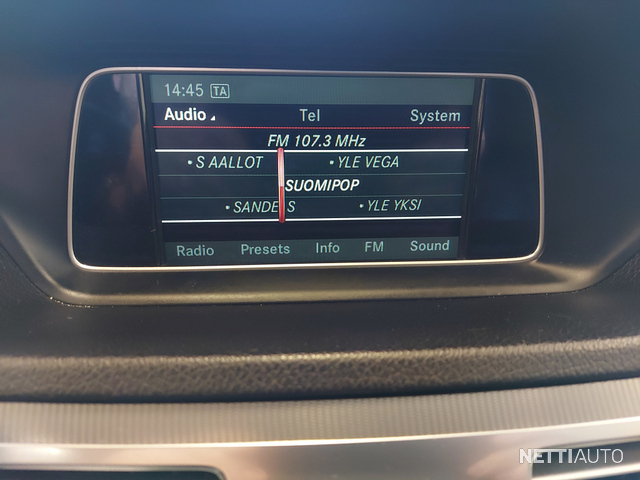 14:45 TA
Audio Tel System
FM 107.3 MHz
• S AALLOT • YLE VEGA
SUOMIPOP
• SANDE S • YLE YKSI
Radio Presets Info FM Sound
NETTIAUTO